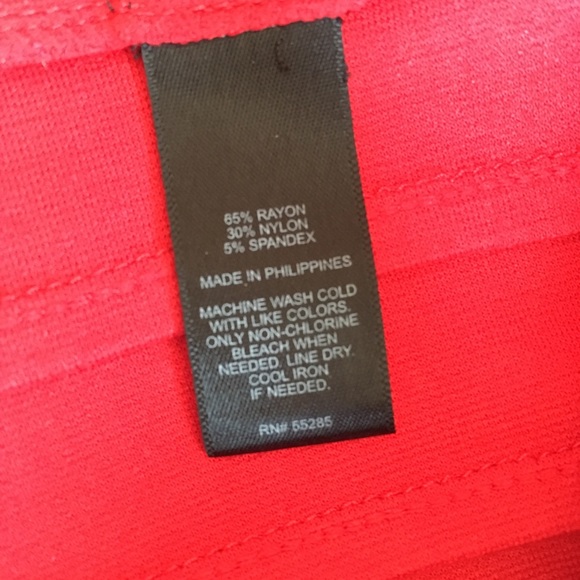 65% RAYON
30% NYLON
5% SPANDEX
MADE IN PHILIPPINES
MACHINE WASH COLD
WITH LIKE COLORS.
ONLY NON-CHLORINE
BLEACH WHEN
NEEDED. LINE DRY.
COOL IRON
IF NEEDED.
RN# 55285